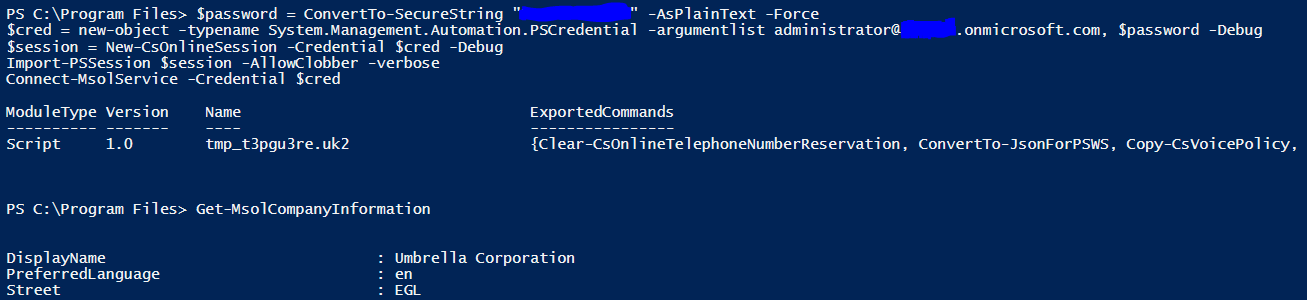 PS C:\Program Files> $password = ConvertTo-SecureString "" -AsPlainText -Force
$cred = new-object -typename System.Management.Automation.PSCredential -argumentlist administrator@.onmicrosoft.com, $password -Debug
$session = New-CsOnlineSession -Credential $cred -Debug
Import-PSSession $session -AllowClobber -verbose
Connect-MsolService -Credential $cred
ModuleType Version Name ExportedCommands
---------- ------- ---- ----------------
Script 1.0 tmp_t3pgu3re.uk2 {Clear-CsOnlineTelephoneNumberReservation, ConvertTo-JsonForPSWS, Copy-CsVoicePolicy,
PS C:\Program Files> Get-MsolCompanyInformation
DisplayName : Umbrella Corporation
PreferredLanguage : en
Street : EGL